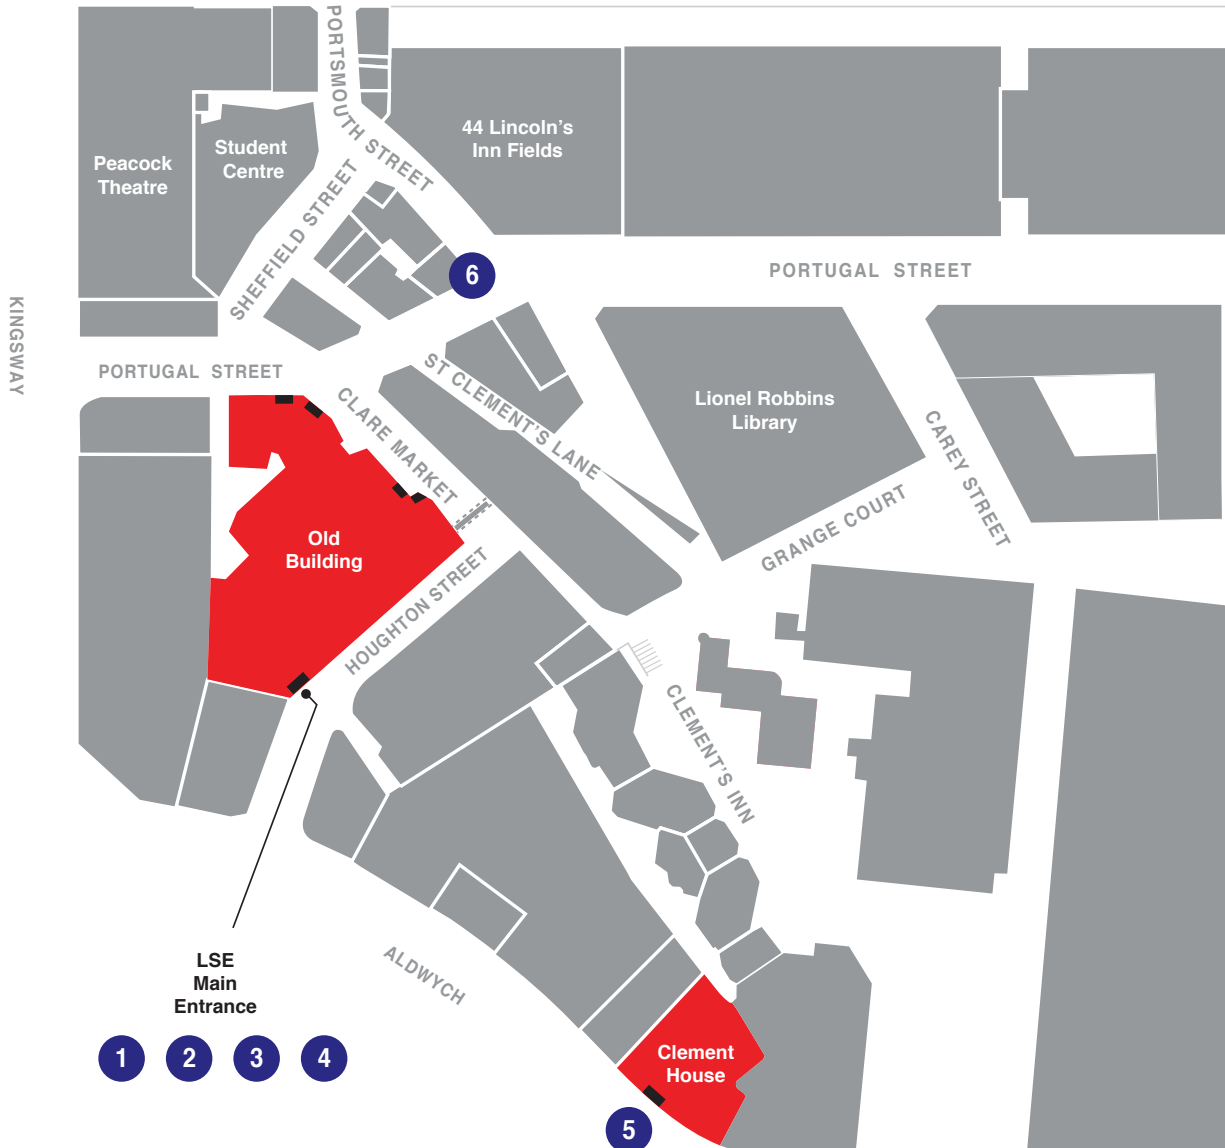 PORTSMOUTH STREET
44 Lincoln's
Inn Fields
Student
Centre
Peacock
Theatre
SHEFFIELD STREET
6
PORTUGAL STREET
KINGSWAY
PORTUGAL STREET
ST CLEMENT'S LANE
CLARE MARKET
Lionel Robbins
Library
CAREY STREET
GRANGE COURT
Old
Building
HOUGHTON STREET
CLEMENT'S INN
LSE
Main
Entrance
ALDWYCH
1 2 3 4
Clement
House
5